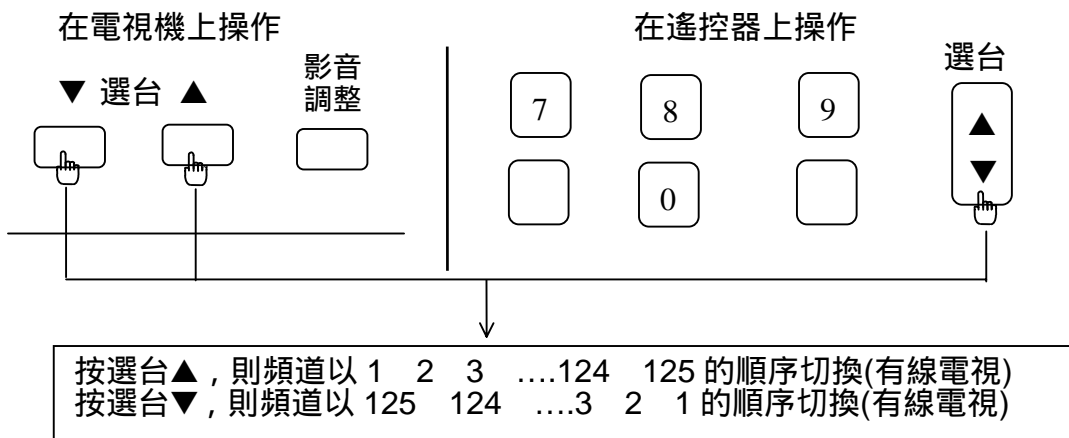 在電視機上操作
▼ 選台 ▲
影音
調整
在遙控器上操作
選台
7 8 9
▲
0
▼
按選台▲，則頻道以 1 2 3 ....124 125 的順序切換(有線電視)
按選台▼，則頻道以 125 124 ....3 2 1 的順序切換(有線電視)